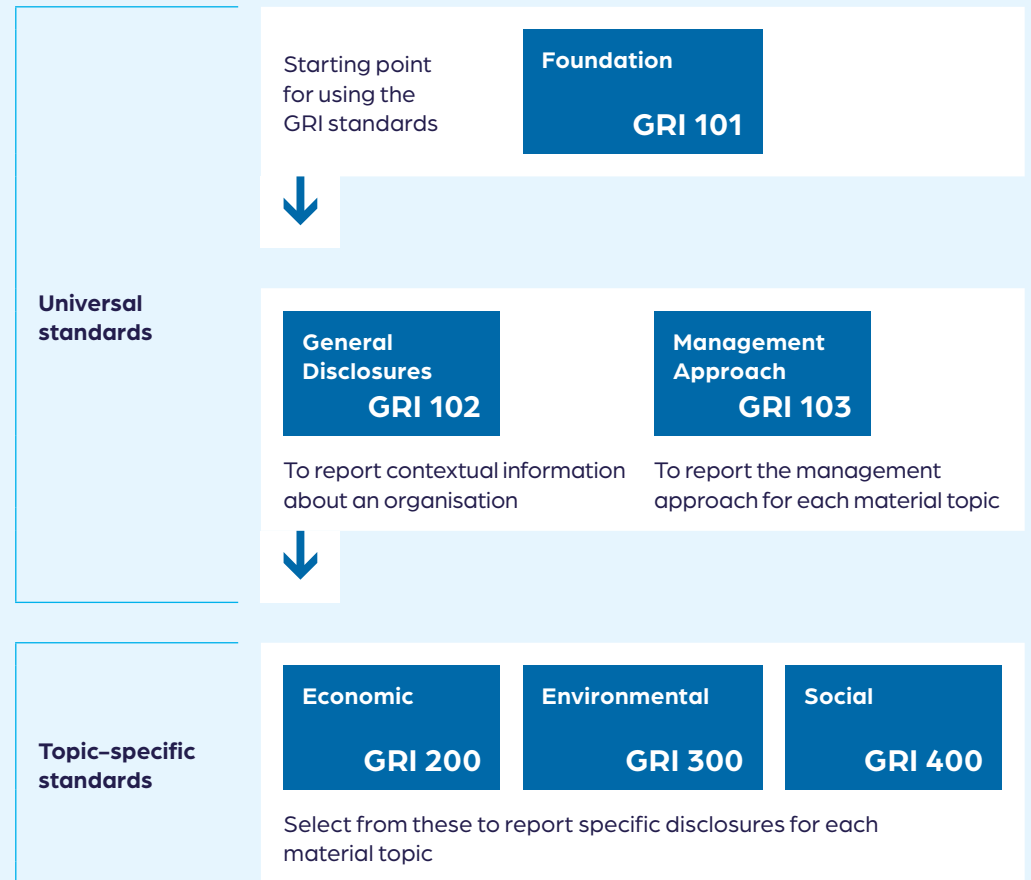 Starting point
for using the
GRI standards
Foundation
GRI 101
Universal
standards
General
Disclosures
GRI 102
To report contextual information
about an organisation
Management
Approach
GRI 103
To report the management
approach for each material topic
Topic-specific
standards
Economic
GRI 200
Environmental
GRI 300
Social
GRI 400
Select from these to report specific disclosures for each
material topic